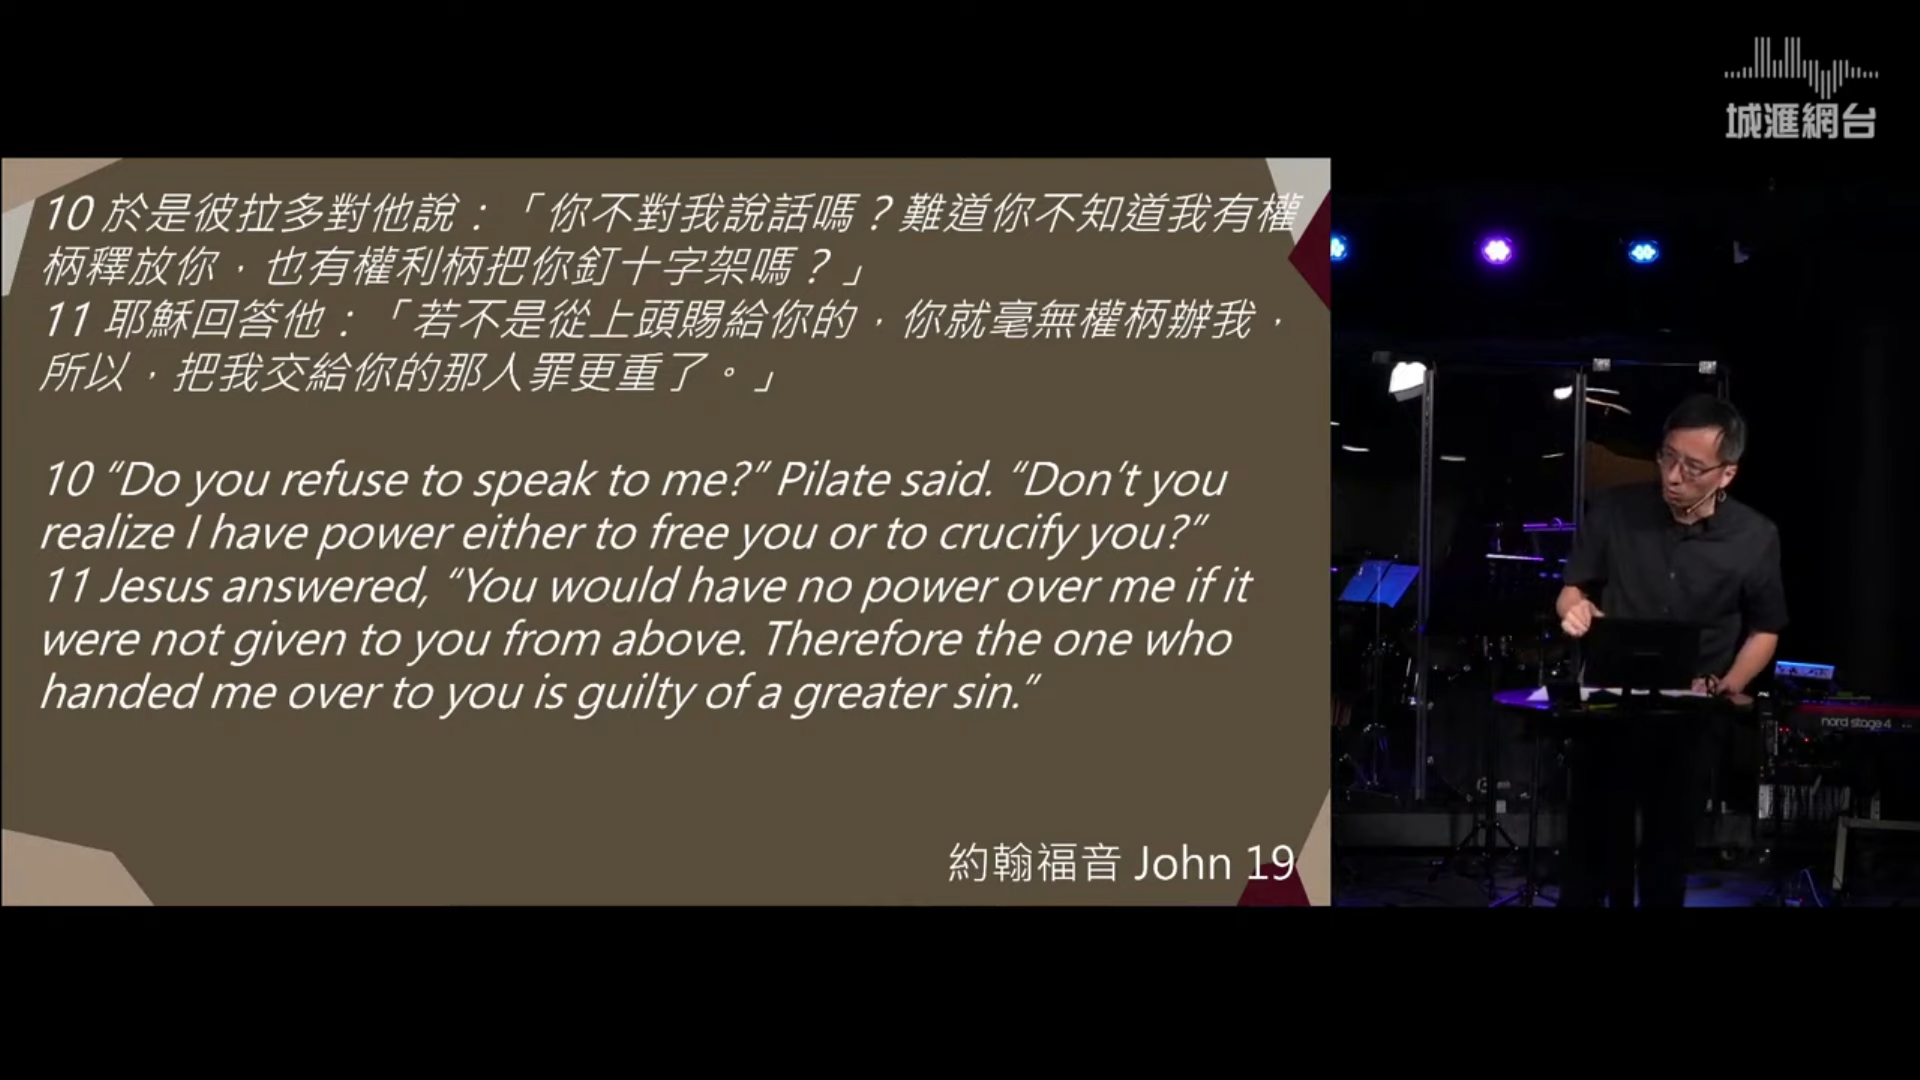 城滙網台
10 於是彼拉多對他說：「你不對我說話嗎？難道你不知道我有權
柄釋放你，也有權利柄把你釘十字架嗎？」
11 耶穌回答他：「若不是從上頭賜給你的，你就毫無權柄辦我，
所以，把我交給你的那人罪更重了。」
10 “Do you refuse to speak to me?” Pilate said. “Don’t you
realize I have power either to free you or to crucify you?”
11 Jesus answered, “You would have no power over me if it
were not given to you from above. Therefore the one who
handed me over to you is guilty of a greater sin.”
約翰福音 John 19
nord stage 4